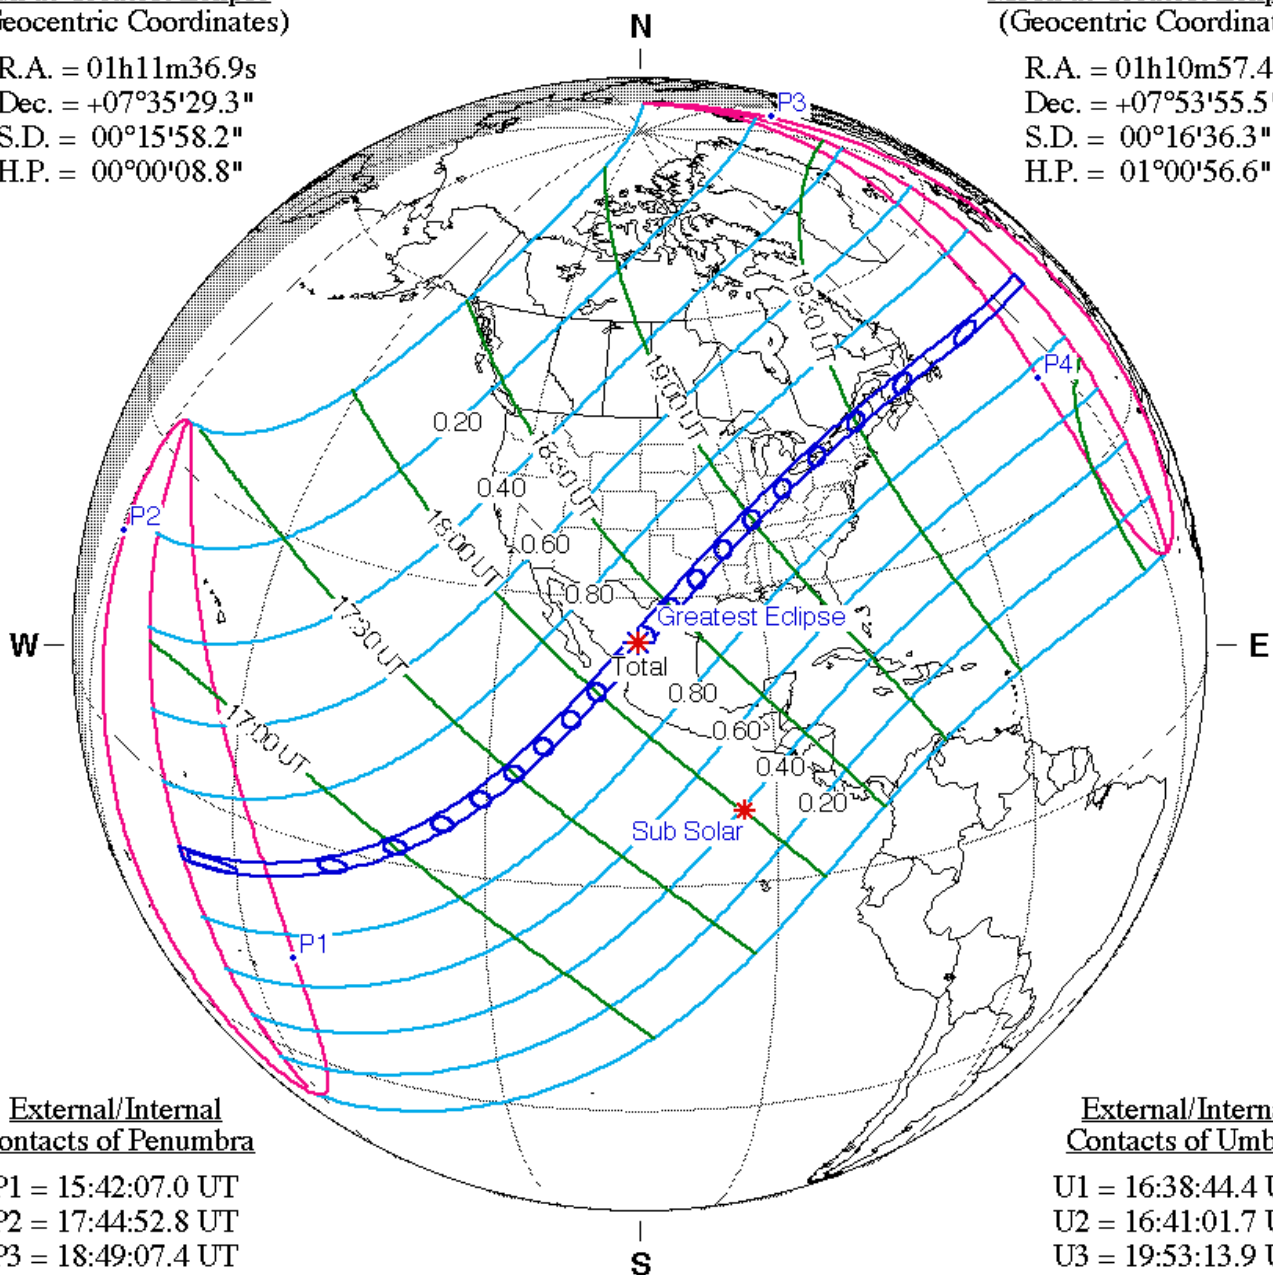 Geocentric Coordinates)
R.A. = 01h11m36.9s
Dec. = +07°35'29.3"
S.D. = 00°15'58.2"
H.P. = 00°00'08.8"
N
(Geocentric Coordinat
R.A. = 01h10m57.4
Dec. = +07°53'55.5"
S.D. = 00°16'36.3"
H.P. = 01°00'56.6"
P3
19:30 UT
19:00 UT
P4
0.20
18:30 UT
0.40
P2
18:00 UT
0.60
0.80
17:30 UT
Greatest Eclipse
W
E
Total
0.80
17:00 UT
0.60
0.40
0.20
Sub Solar
P1
External/Internal
ontacts of Penumbra
P1 = 15:42:07.0 UT
P2 = 17:44:52.8 UT
P3 = 18:49:07.4 UT
External/Intern
Contacts of Umb
U1 = 16:38:44.4 U
U2 = 16:41:01.7 U
U3 = 19:53:13.9 U
S